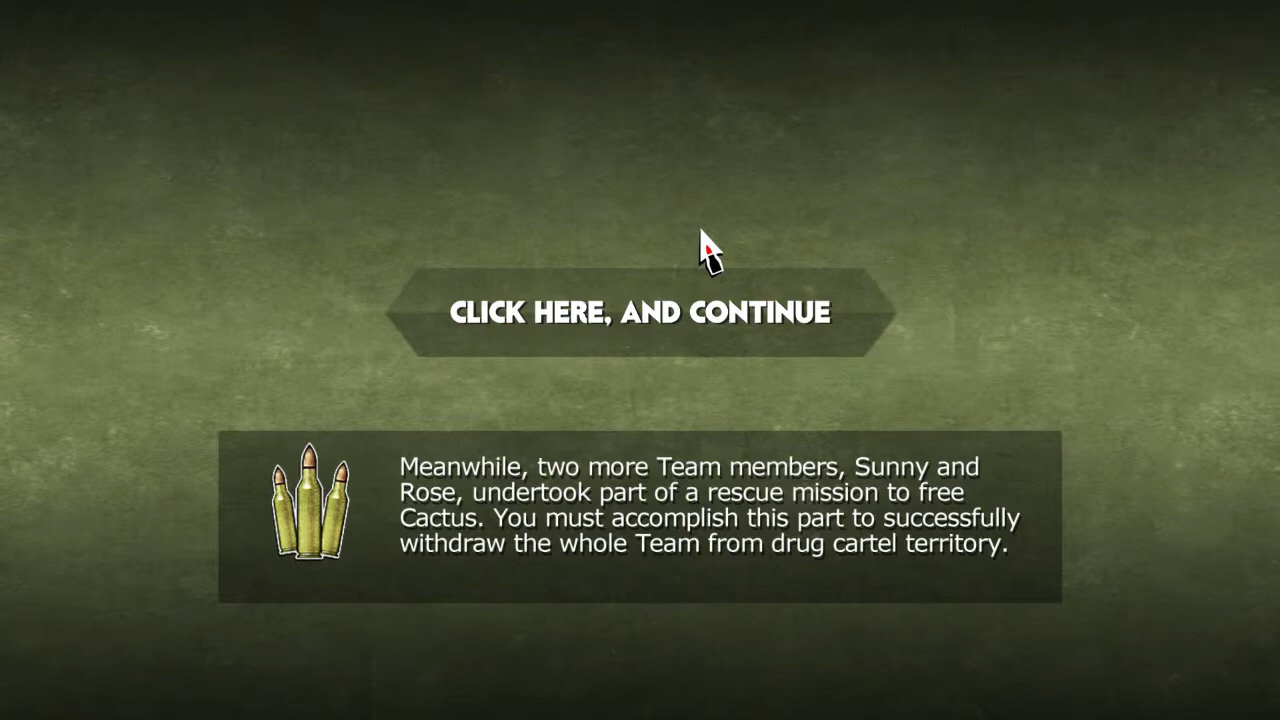 CLICK HERE, AND CONTINUE
Meanwhile, two more Team members, Sunny and
Rose, undertook part of a rescue mission to free
Cactus. You must accomplish this part to successfully
withdraw the whole Team from drug cartel territory.